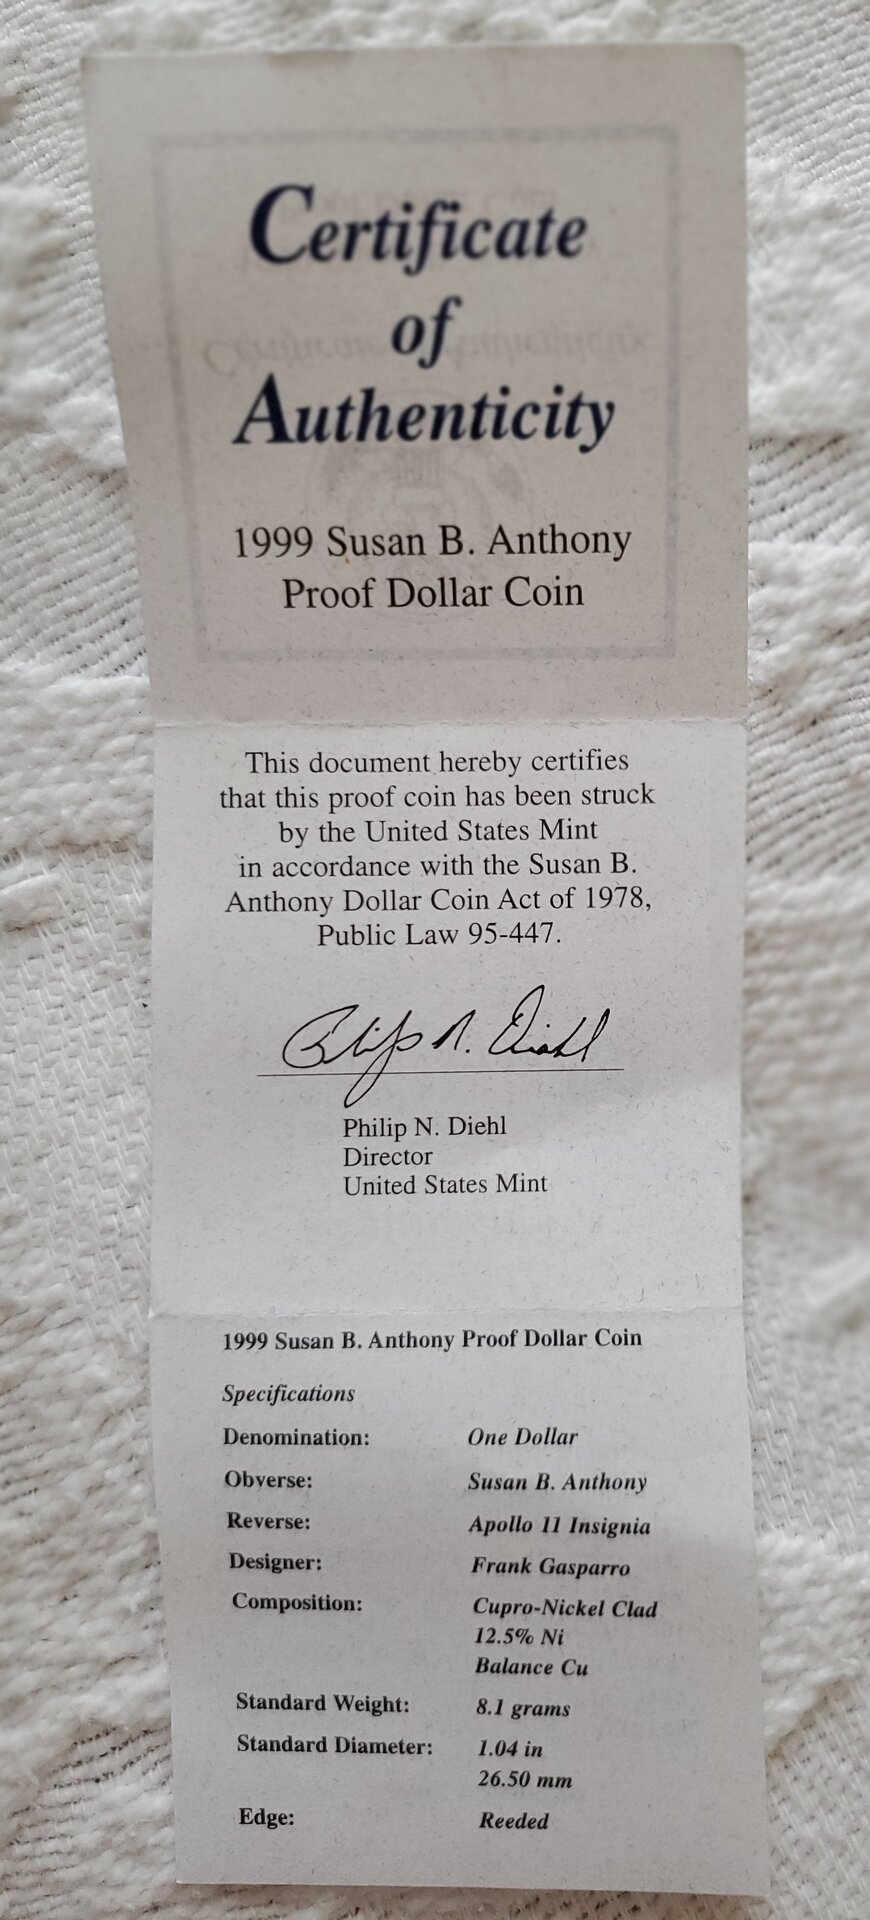 Certificate
of
Authenticity
1999 Susan B. Anthony
Proof Dollar Coin
This document hereby certifies
that this proof coin has been struck
by the United States Mint
in accordance with the Susan B.
Anthony Dollar Coin Act of 1978,
Public Law 95-447.
Philip N. Diehl
Philip N. Diehl
Director
United States Mint
1999 Susan B. Anthony Proof Dollar Coin
Specifications
Denomination: One Dollar
Obverse: Susan B. Anthony
Reverse: Apollo 11 Insignia
Designer: Frank Gasparro
Composition: Cupro-Nickel Clad
12.5% Ni
Balance Cu
Standard Weight: 8.1 grams
Standard Diameter: 1.04 in
26.50 mm
Edge: Reeded